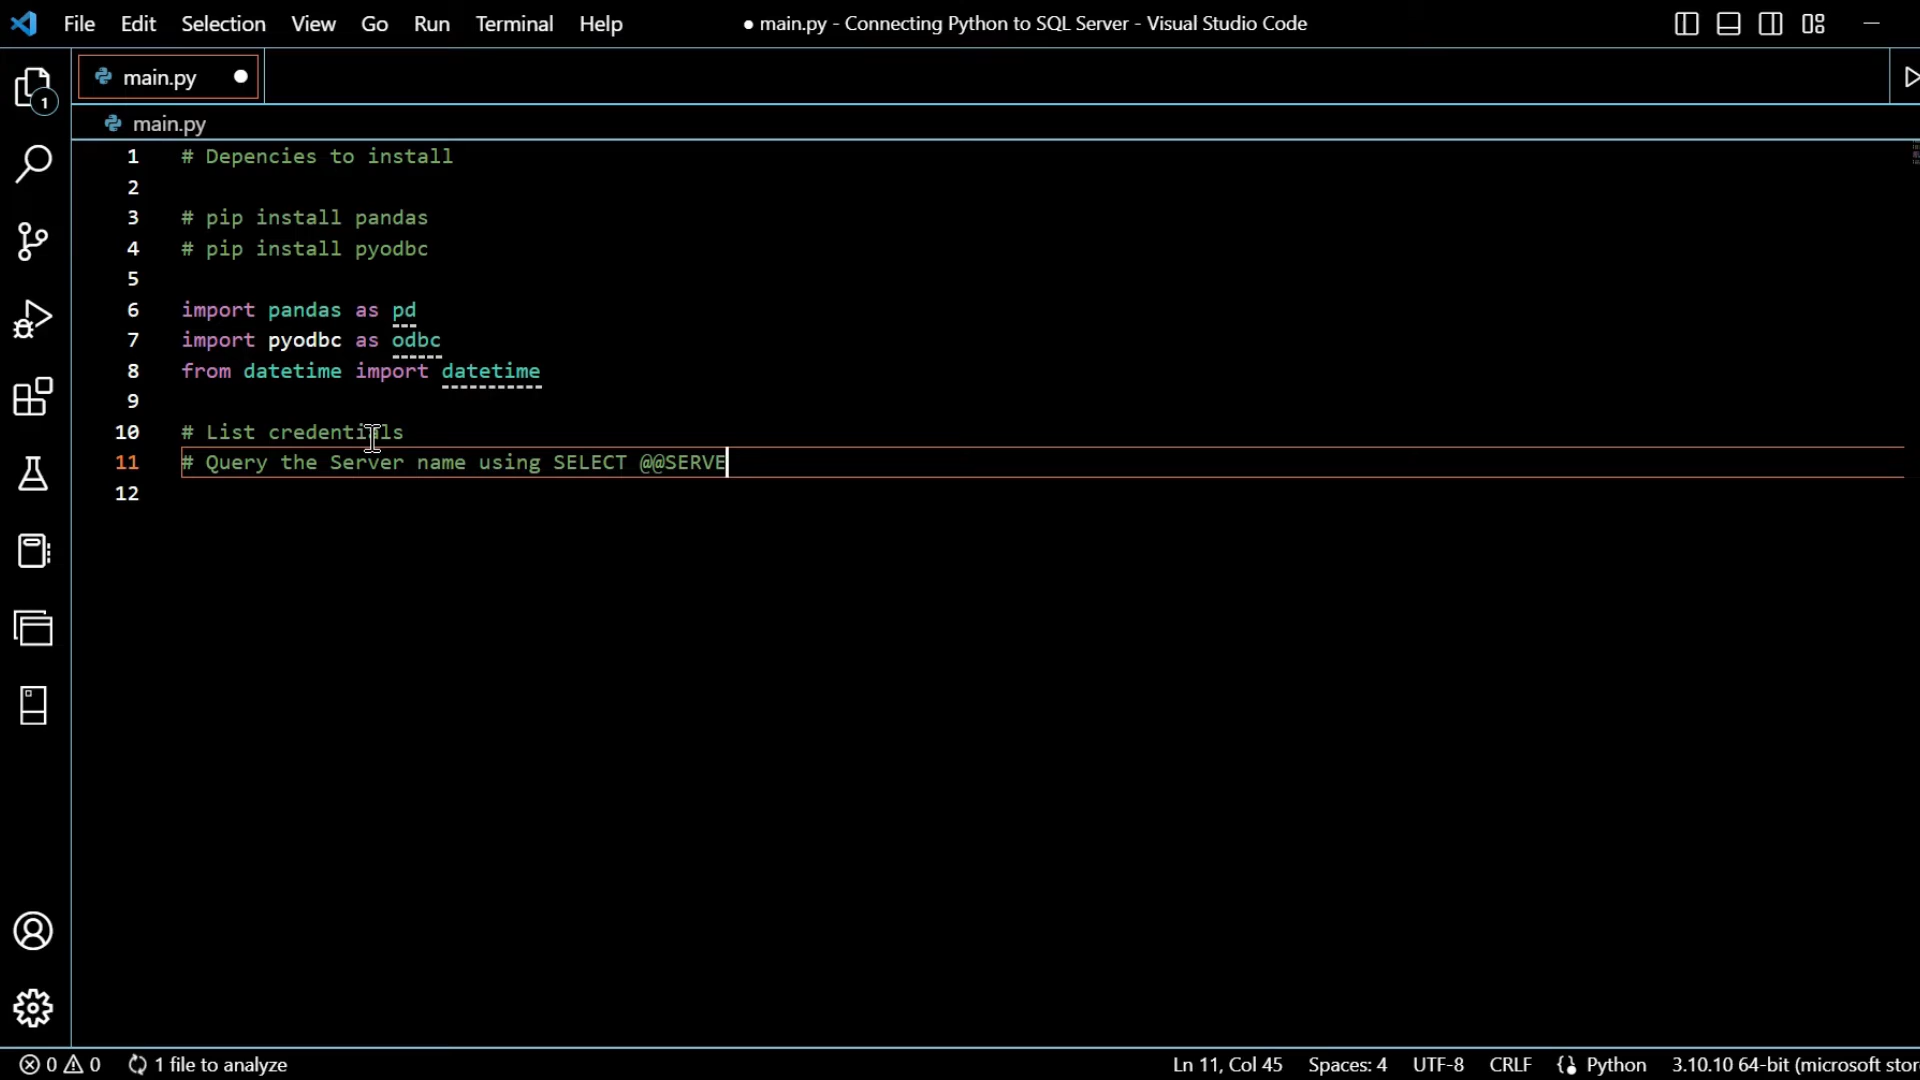 File Edit Selection View Go Run Terminal Help ● main.py - Connecting Python to SQL Server - Visual Studio Code
main.py
1
main.py
1 # Depencies to install
2
3 # pip install pandas
4 # pip install pyodbc
5
6 import pandas as pd
7 import pyodbc as odbc
8 from datetime import datetime
9
10 # List credentials
11 # Query the Server name using SELECT @@SERVE
12
0 0 1 file to analyze Ln 11, Col 45 Spaces: 4 UTF-8 CRLF Python 3.10.10 64-bit (microsoft stor